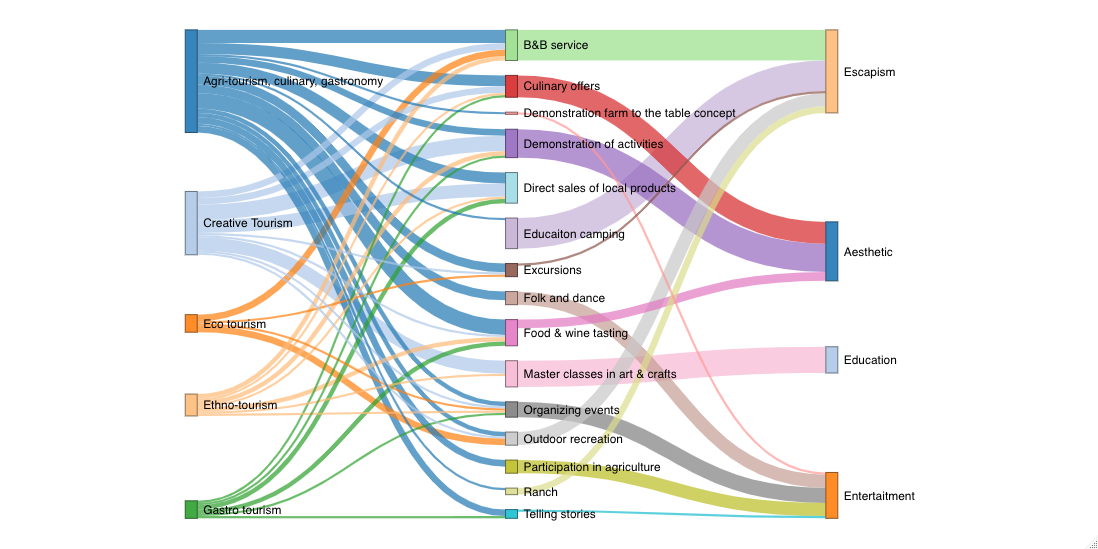 Agri-tourism, culinary, gastronomy
Creative Tourism
Eco tourism
Ethno-tourism
Gastro tourism
B&B service
Culinary offers
Demonstration farm to the table concept
Demonstration of activities
Direct sales of local products
Educaiton camping
Excursions
Folk and dance
Food & wine tasting
Master classes in art & crafts
Organizing events
Outdoor recreation
Participation in agriculture
Ranch
Telling stories
Escapism
Aesthetic
Education
Entertaitment